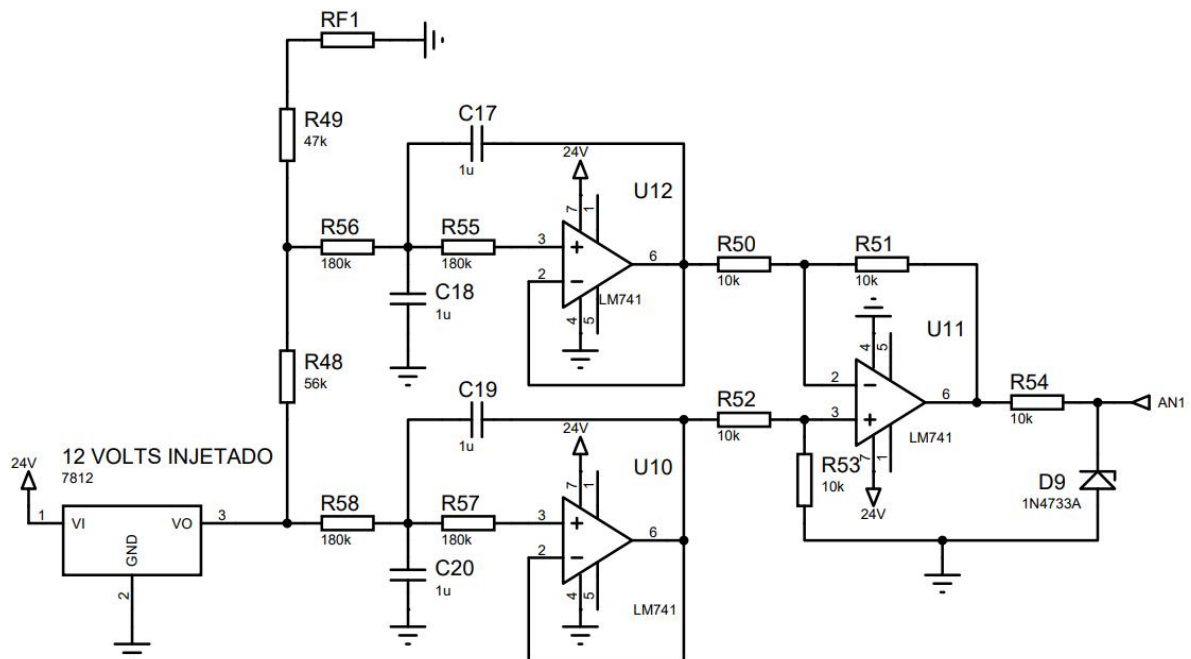 RF1
R49
47k
C17
1u
24V
U12
7
1
R56
180k
R55
180k
3
2
6
4
5
LM741
C18
1u
R50
10k
R51
10k
U11
4
5
2
3
6
7
1
LM741
24V
R54
10k
AN1
R48
56k
C19
1u
24V
U10
7
1
R52
10k
R53
10k
D9
1N4733A
12 VOLTS INJETADO
7812
24V
1
VI
VO
3
GND
2
R58
180k
R57
180k
3
2
6
4
5
LM741
C20
1u